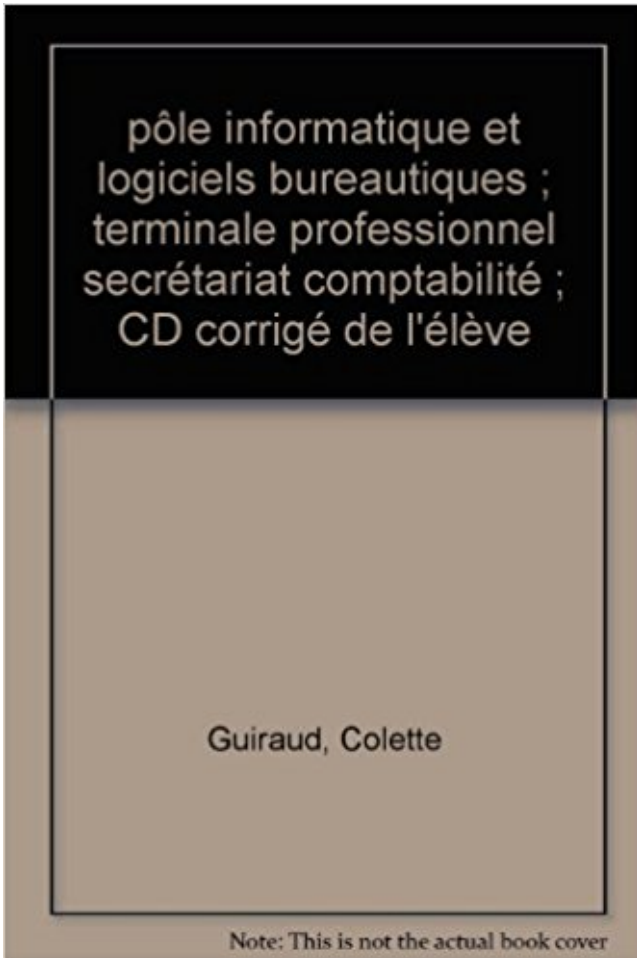 pôle informatique et
logiciels bureautiques ;
terminale professionnel
secrétariat comptabilité ;
CD corrigé de l'élève
Guiraud, Colette
Note: This is not the actual book cover